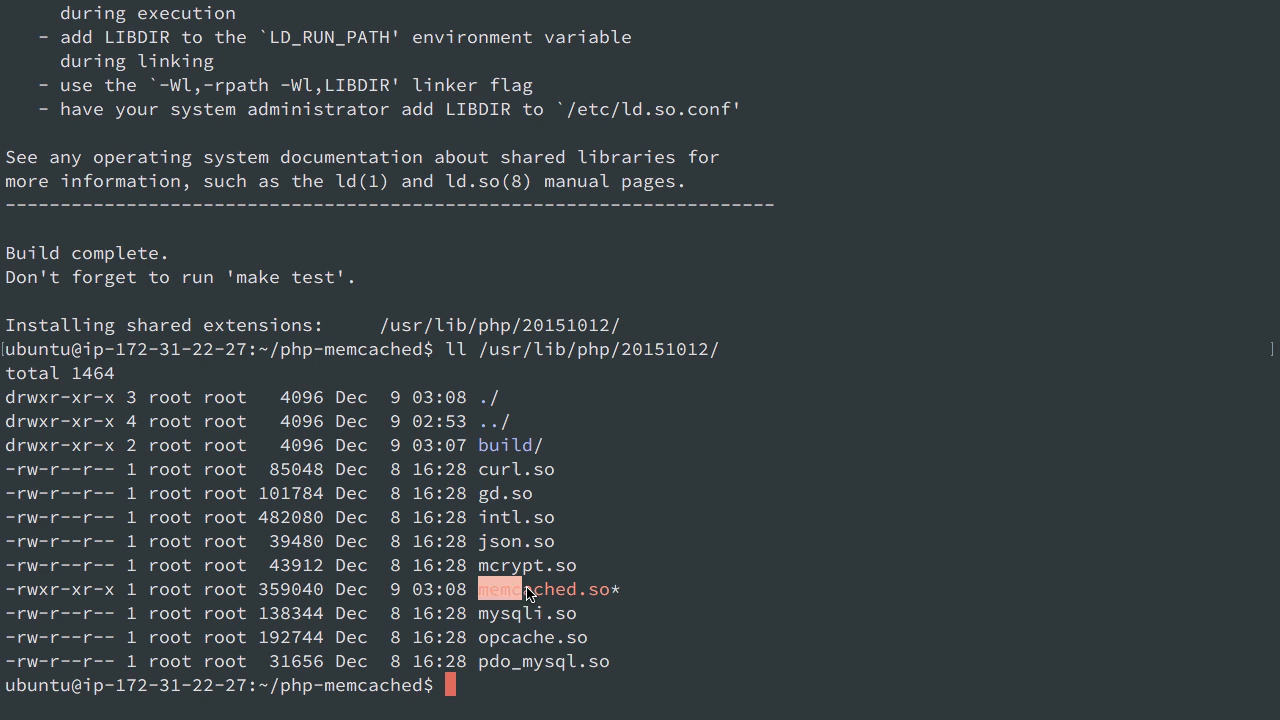 during execution
- add LIBDIR to the `LD_RUN_PATH' environment variable
during linking
- use the `-Wl,-rpath -Wl,LIBDIR' linker flag
- have your system administrator add LIBDIR to `/etc/ld.so.conf'
See any operating system documentation about shared libraries for
more information, such as the ld(1) and ld.so(8) manual pages.
----------------------------------------------------------------------
Build complete.
Don't forget to run 'make test'.
Installing shared extensions:     /usr/lib/php/20151012/
[ubuntu@ip-172-31-22-27:~/php-memcached$ ll /usr/lib/php/20151012/ ]
total 1464
drwxr-xr-x 3 root root   4096 Dec  9 03:08 ./
drwxr-xr-x 4 root root   4096 Dec  9 02:53 ../
drwxr-xr-x 2 root root   4096 Dec  9 03:07 build/
-rw-r--r-- 1 root root  85048 Dec  8 16:28 curl.so
-rw-r--r-- 1 root root 101784 Dec  8 16:28 gd.so
-rw-r--r-- 1 root root 482080 Dec  8 16:28 intl.so
-rw-r--r-- 1 root root  39480 Dec  8 16:28 json.so
-rw-r--r-- 1 root root  43912 Dec  8 16:28 mcrypt.so
-rwxr-xr-x 1 root root 359040 Dec  9 03:08 memcached.so*
-rw-r--r-- 1 root root 138344 Dec  8 16:28 mysqli.so
-rw-r--r-- 1 root root 192744 Dec  8 16:28 opcache.so
-rw-r--r-- 1 root root  31656 Dec  8 16:28 pdo_mysql.so
ubuntu@ip-172-31-22-27:~/php-memcached$